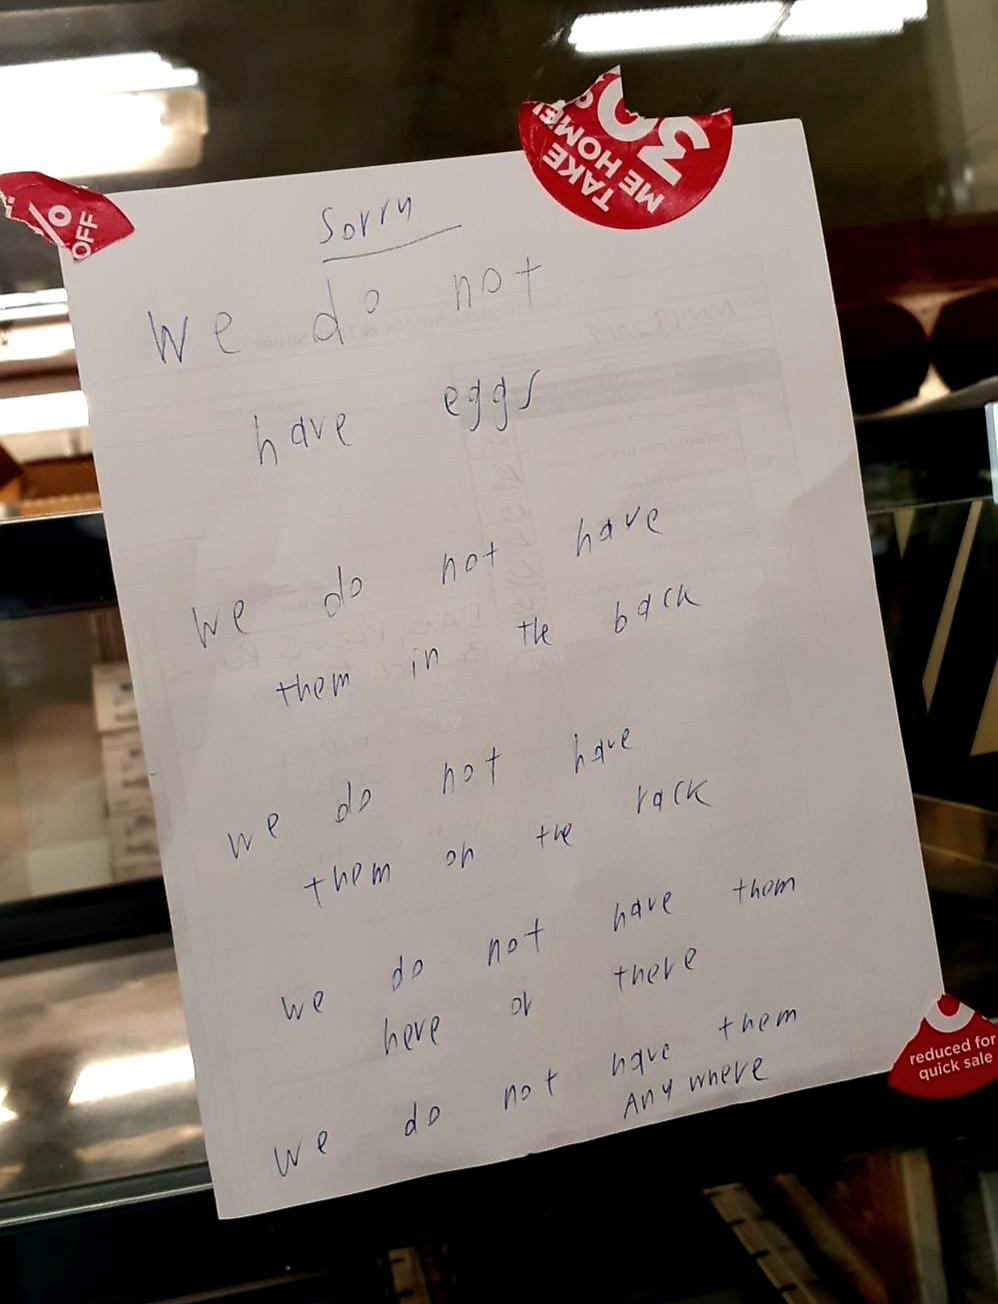 TAKE
ME HOME!
30
% OFF
Sorry
We do not
have eggs
We do not have
them in the back
we do not have
them on the rack
we do not have them
here or there
we do not have them
Anywhere
reduced for
quick sale